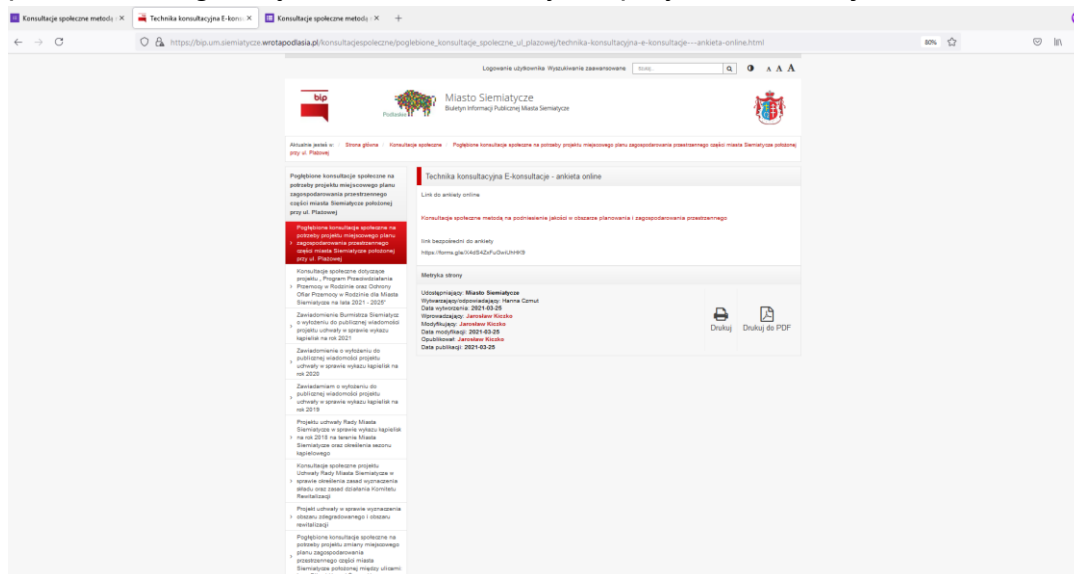 Konsultacje społeczne metodą
Technika konsultacyjna E-kons
Konsultacje społeczne metodą
https://bip.um.siemiatycze.wrotapodlasia.pl/konsultacjespoleczne/poglebione_konsultacje_spoleczne_ul_plazowej/technika-konsultacyjna-e-konsultacje---ankieta-online.html
80%
Logowanie użytkownika Wyszukiwanie zaawansowane
A A A
bip
Podlaskie
Miasto Siemiatycze
Biuletyn Informacji Publicznej Miasta Siemiatycze
Aktualnie jesteś w: / Strona główna / Konsultacje społeczne / Pogłębione konsultacje społeczne na potrzeby projektu miejscowego planu zagospodarowania przestrzennego części miasta Siemiatycze położonej
przy ul. Plażowej
Pogłębione konsultacje społeczne na
potrzeby projektu miejscowego planu
zagospodarowania przestrzennego
części miasta Siemiatycze położonej
przy ul. Plażowej
Pogłębione konsultacje społeczne na
potrzeby projektu miejscowego planu
zagospodarowania przestrzennego
części miasta Siemiatycze położonej
przy ul. Plażowej
Konsultacje społeczne dotyczące
projektu „ Program Przeciwdziałania
Przemocy w Rodzinie oraz Ochrony
Ofiar Przemocy w Rodzinie dla Miasta
Siemiatycze na lata 2021 - 2025"
Zawiadomienie Burmistrza Siemiatycz
o wyłożeniu do publicznej wiadomości
projektu uchwały w sprawie wykazu
kąpielisk na rok 2021
Zawiadomienie o wyłożeniu do
publicznej wiadomości projektu
uchwały w sprawie wykazu kąpielisk na
rok 2020
Zawiadamiam o wyłożeniu do
publicznej wiadomości projektu
uchwały w sprawie wykazu kąpielisk na
rok 2019
Projektu uchwały Rady Miasta
Siemiatycze w sprawie wykazu kąpielisk
na rok 2018 na terenie Miasta
Siemiatycze oraz określenia sezonu
kąpielowego
Konsultacje społeczne projektu
Uchwały Rady Miasta Siemiatycze w
sprawie określenia zasad wyznaczenia
składu oraz zasad działania Komitetu
Rewitalizacji
Projekt uchwały w sprawie wyznaczenia
obszaru zdegradowanego i obszaru
rewitalizacji
Pogłębione konsultacje społeczne na
potrzeby projektu zmiany miejscowego
planu zagospodarowania
przestrzennego części miasta
Siemiatycze położonej między ulicami:
Technika konsultacyjna E-konsultacje - ankieta online
Link do ankiety online
Konsultacje społeczne metodą na podniesienie jakości w obszarze planowania i zagospodarowania przestrzennego
link bezpośredni do ankiety
Metryka strony
Udostępniający: Miasto Siemiatycze
Wytwarzający/odpowiadający: Hanna Czmut
Data wytworzenia: 2021-03-25
Wprowadzający: Jarosław Kiczko
Modyfikujący: Jarosław Kiczko
Data modyfikacji: 2021-03-25
Opublikował: Jarosław Kiczko
Data publikacji: 2021-03-25
Drukuj Drukuj do PDF